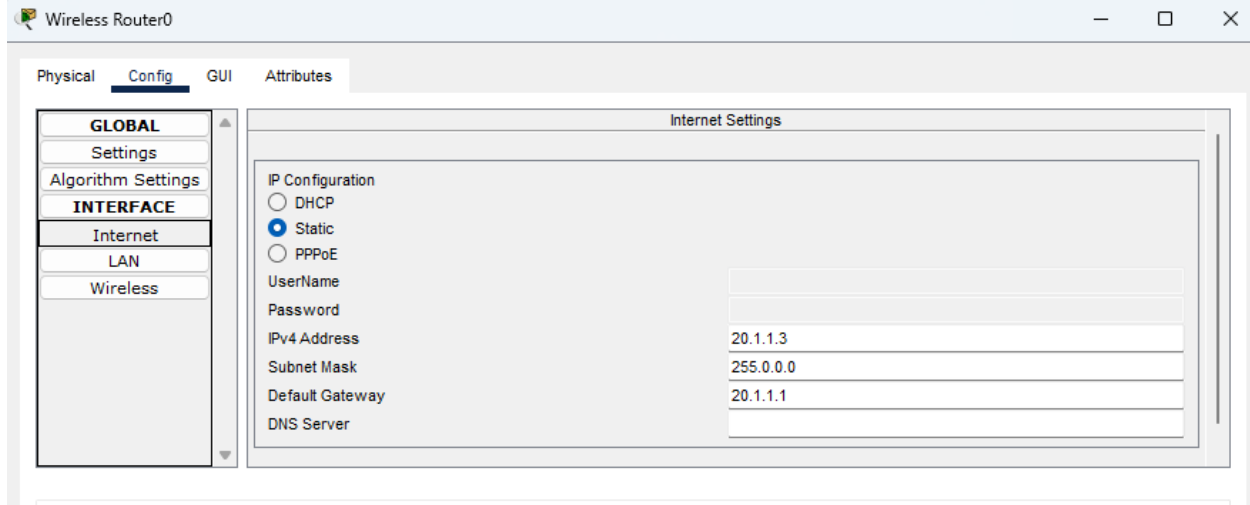 Wireless Router0
Physical Config GUI Attributes
GLOBAL
Settings
Algorithm Settings
INTERFACE
Internet
LAN
Wireless
Internet Settings
IP Configuration
DHCP
Static
PPPoE
UserName
Password
IPv4 Address 20.1.1.3
Subnet Mask 255.0.0.0
Default Gateway 20.1.1.1
DNS Server